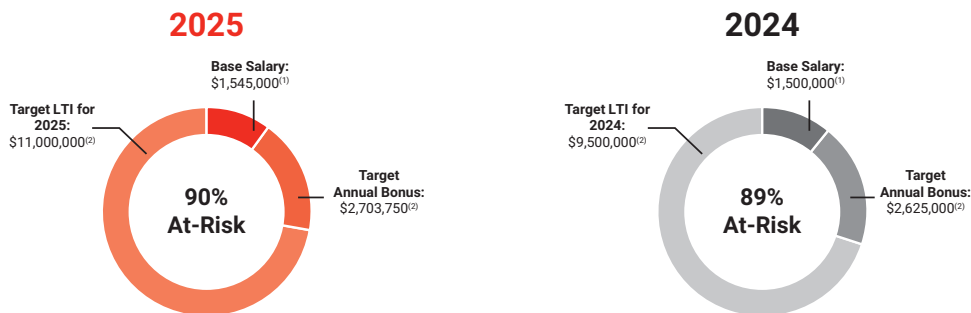 2025
Base Salary:
$1,545,000(1)
Target LTI for
2025:
$11,000,000(2)
90%
At-Risk
Target
Annual Bonus:
$2,703,750(2)
2024
Base Salary:
$1,500,000(1)
Target LTI for
2024:
$9,500,000(2)
89%
At-Risk
Target
Annual Bonus:
$2,625,000(2)